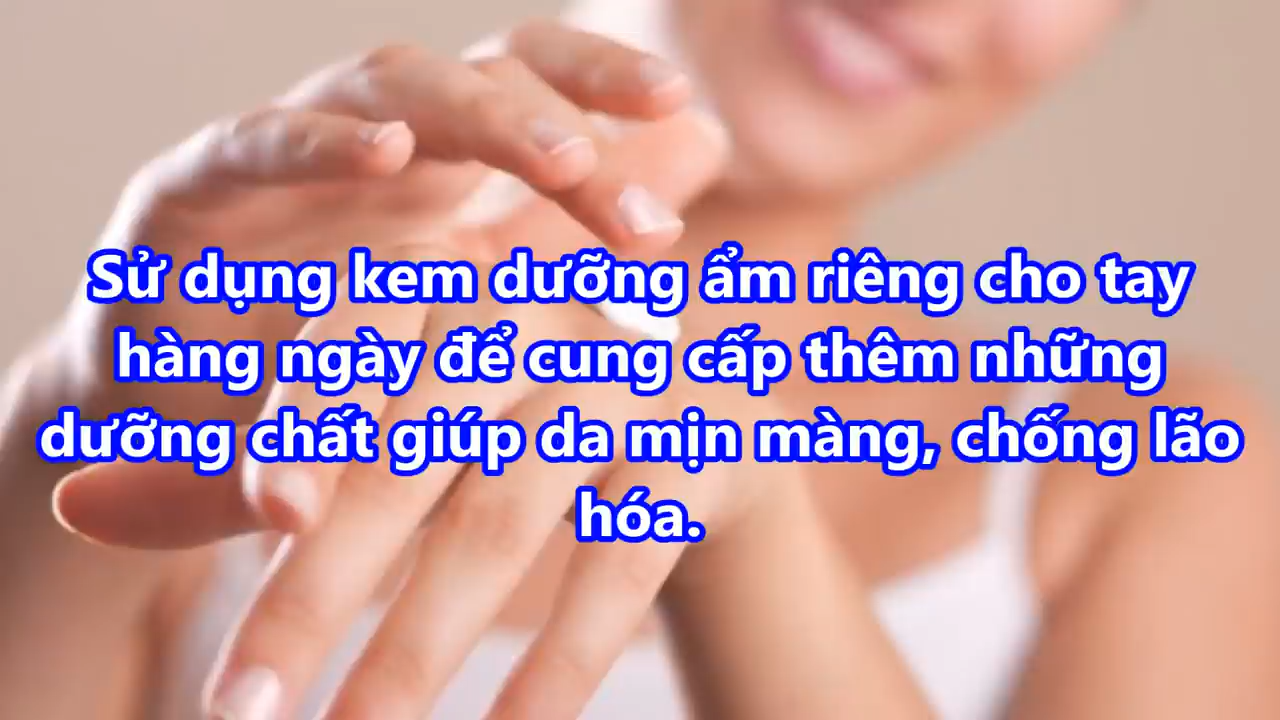 Sử dụng kem dưỡng ẩm riêng cho tay
hàng ngày để cung cấp thêm những
dưỡng chất giúp da mịn màng, chống lão
hóa.